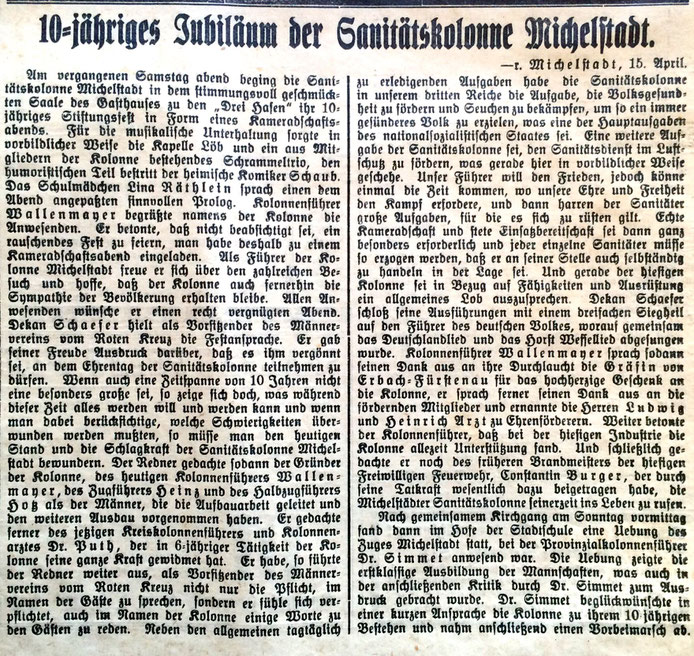 10-jähriges Jubiläum der Sanitätskolonne Michelstadt.
—r. Michelstadt, 15. April.
Am vergangenen Samstag abend beging die Sani-
tätskolonne Michelstadt in dem stimmungsvoll geschmück-
ten Saale des Gasthauses zu den „Drei Hasen" ihr 10-
jähriges Stiftungsfest in Form eines Kameradschafts-
abends. Für die musikalische Unterhaltung sorgte in
vorbildlicher Weise die Kapelle Löb und ein aus Mit-
gliedern der Kolonne bestehendes Schrammeltrio, den
humoristischen Teil bestritt der heimische Komiker Schaub.
Das Schulmädchen Lina Räthlein sprach einen dem
Abend angepaßten sinnvollen Prolog. Kolonnenführer
Wallenmayer begrüßte namens der Kolonne die
Anwesenden. Er betonte, daß nicht beabsichtigt sei, ein
rauschendes Fest zu feiern, man habe deshalb zu einem
Kameradschaftsabend eingeladen. Als Führer der Ko-
lonne Michelstadt freue er sich über den zahlreichen Be-
such und hoffe, daß der Kolonne auch fernerhin die
Sympathie der Bevölkerung erhalten bleibe. Allen An-
wesenden wünsche er einen recht vergnügten Abend.
Dekan Schaefer hielt als Vorsitzender des Männer-
vereins vom Roten Kreuz die Festansprache. Er gab
seiner Freude Ausdruck darüber, daß es ihm vergönnt
sei, an dem Ehrentag der Sanitätskolonne teilnehmen zu
dürfen. Wenn auch eine Zeitspanne von 10 Jahren nicht
eine besonders große sei, so zeige sich doch, was während
dieser Zeit alles werden will und werden kann und wenn
man dabei berücksichtige, welche Schwierigkeiten über-
wunden werden mußten, so müsse man den heutigen
Stand und die Schlagkraft der Sanitätskolonne Michel-
stadt bewundern. Der Redner gedachte sodann der Gründer
der Kolonne, des heutigen Kolonnenführers Wallen-
mayer, des Zugführers Heinz und des Halbzugführers
Hotz als der Männer, die die Aufbauarbeit geleitet und
den weiteren Ausbau vorgenommen haben. Er gedachte
ferner des jetzigen Kreiskolonnenführers und Kolonnen-
arztes Dr. Puth, der in 6-jähriger Tätigkeit der Ko-
lonne seine ganze Kraft gewidmet hat. Er habe, so führte
der Redner weiter aus, als Vorsitzender des Männer-
vereins vom Roten Kreuz nicht nur die Pflicht, im
Namen der Gäste zu sprechen, sondern er fühle sich ver-
pflichtet, auch im Namen der Kolonne einige Worte zu
den Gästen zu reden. Neben den allgemeinen tagtäglich
zu erledigenden Aufgaben habe die Sanitätskolonne
in unserem dritten Reiche die Aufgabe, die Volksgesund-
heit zu fördern und Seuchen zu bekämpfen, um so ein immer
gesünderes Volk zu erzielen, was eine der Hauptaufgaben
des nationalsozialistischen Staates sei. Eine weitere Auf-
gabe der Sanitätskolonne sei, den Sanitätsdienst im Luft-
schutz zu fördern, was gerade hier in vorbildlicher Weise
geschehe. Unser Führer will den Frieden, jedoch könne
einmal die Zeit kommen, wo unsere Ehre und Freiheit
den Kampf erfordere, und dann harren der Sanitäter
große Aufgaben, für die es sich zu rüsten gilt. Echte
Kameradschaft und stete Einsatzbereitschaft sei dann ganz
besonders erforderlich und jeder einzelne Sanitäter müsse
so erzogen werden, daß er an seiner Stelle auch selbständig
zu handeln in der Lage sei. Und gerade der hiesigen
Kolonne sei in Bezug auf Fähigkeiten und Ausrüstung
ein allgemeines Lob auszusprechen. Dekan Schaefer
schloß seine Ausführungen mit einem dreifachen Siegheil
auf den Führer des deutschen Volkes, worauf gemeinsam
das Deutschlandlied und das Horst Wessellied abgesungen
wurde. Kolonnenführer Wallenmayer sprach sodann
seinen Dank aus an ihre Durchlaucht die Gräfin von
Erbach-Fürstenau für das hochherzige Geschenk an
die Kolonne, er sprach ferner seinen Dank aus an die
fördernden Mitglieder und ernannte die Herren Ludwig
und Heinrich Arzt zu Ehrenförderern. Weiter betonte
der Kolonnenführer, daß bei der hiesigen Industrie die
Kolonne allezeit Unterstützung fand. Und schließlich ge-
dachte er noch des früheren Brandmeisters der hiesigen
Freiwilligen Feuerwehr, Constantin Burger, der durch
seine Tatkraft wesentlich dazu beigetragen habe, die
Michelstädter Sanitätskolonne seinerzeit ins Leben zu rufen.
Nach gemeinsamem Kirchgang am Sonntag vormittag
fand dann im Hofe der Stadtschule eine Uebung des
Zuges Michelstadt statt, bei der Provinzialkolonnenführer
Dr. Simmet anwesend war. Die Uebung zeigte die
erstklassige Ausbildung der Mannschaften, was auch in
der anschließenden Kritik durch Dr. Simmet zum Aus-
druck gebracht wurde. Dr. Simmet beglückwünschte in
einer kurzen Ansprache die Kolonne zu ihrem 10 jährigen
Bestehen und nahm anschließend einen Vorbeimarsch ab.